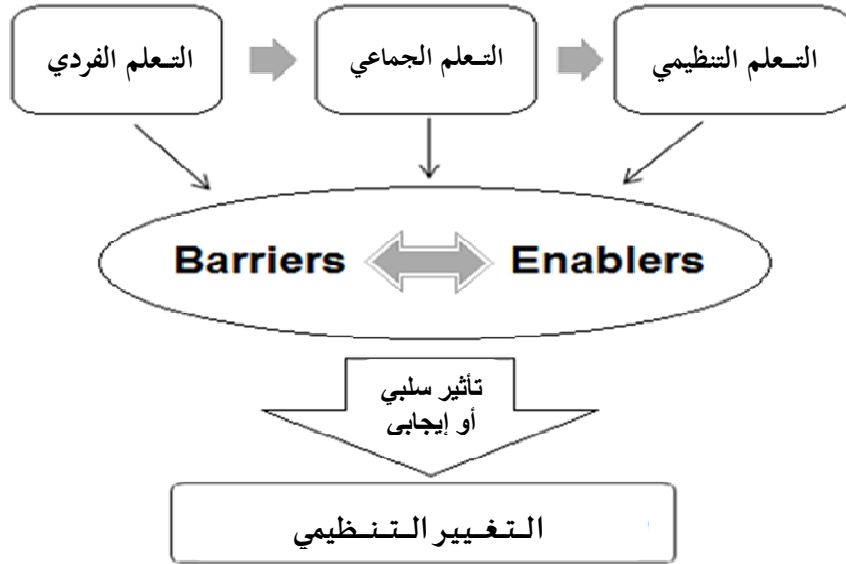 التعلم الفردي
التعلم الجماعي
التعلم التنظيمي
Barriers
Enablers
تأثير سلبي
أو إيجابى
التغيير التنظيمي